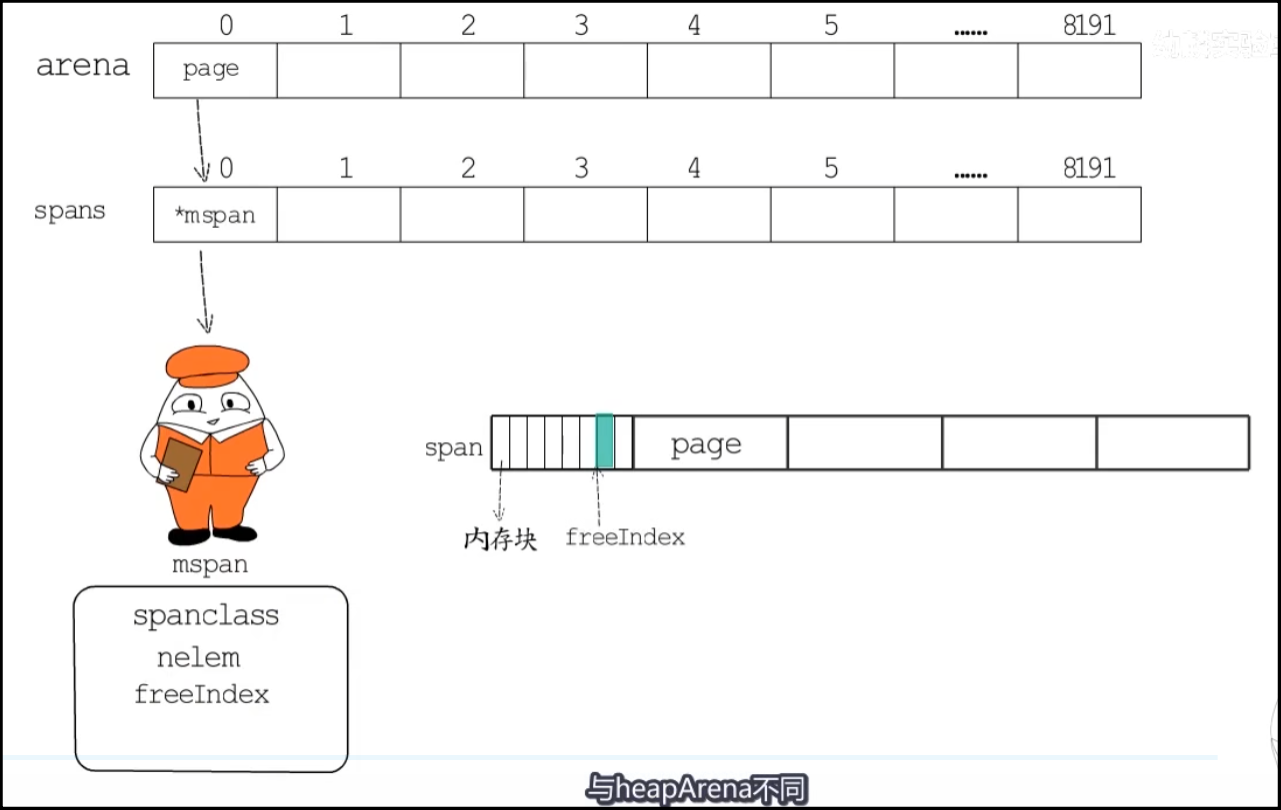 0 1 2 3 4 5 …… 8191
arena page
0 1 2 3 4 5 …… 8191
spans *mspan
span page
内存块 freeIndex
mspan
spanclass
nelem
freeIndex
与heapArena不同